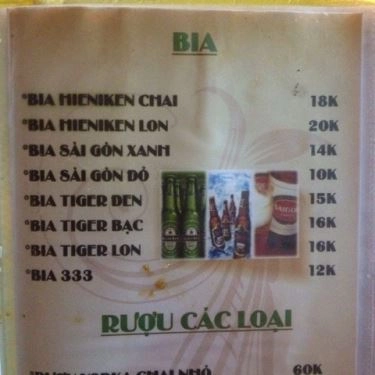 BIA
*BIA HIENIKEN CHAI 18K
*BIA HIENIKEN LON 20K
*BIA SÀI GÒN XANH 14K
*BIA SÀI GÒN ĐỎ 10K
*BIA TIGER ĐEN 15K
*BIA TIGER BẠC 16K
*BIA TIGER LON 16K
*BIA 333 12K
RƯỢU CÁC LOẠI
CHAI NHỎ 60K